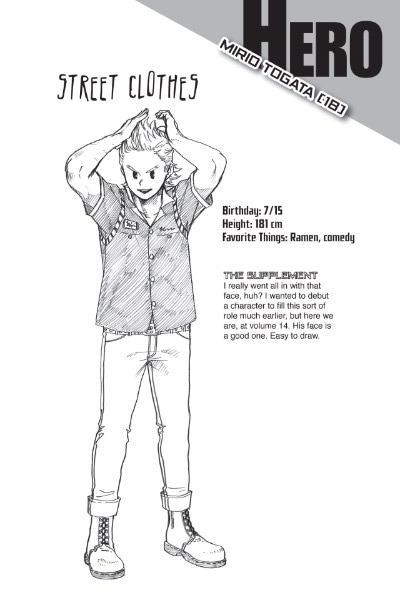 HERO
MIRIO TOGATA (18)
STREET CLOTHES
Birthday: 7/15
Height: 181 cm
Favorite Things: Ramen, comedy
THE SUPPLEMENT
I really went all in with that
face, huh? I wanted to debut
a character to fill this sort of
role much earlier, but here we
are, at volume 14. His face is
a good one. Easy to draw.